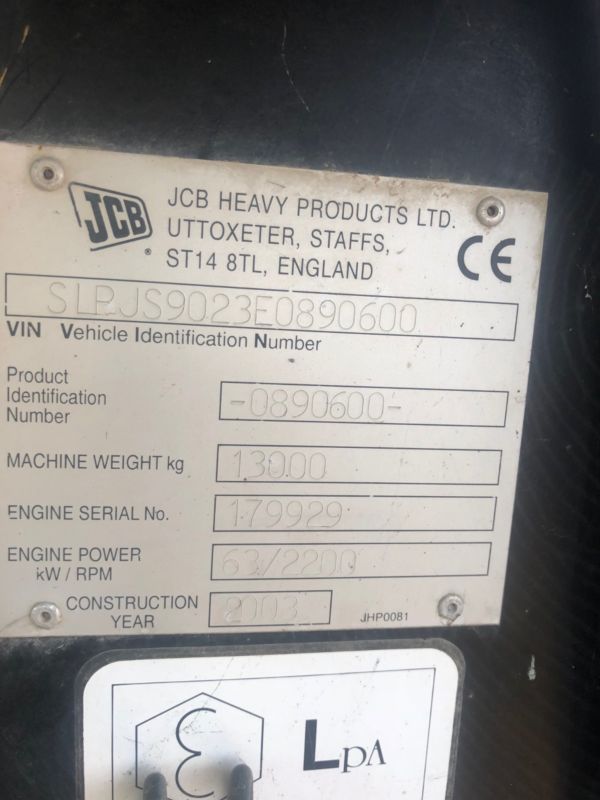 JCB
JCB HEAVY PRODUCTS LTD.
UTTOXETER, STAFFS,
ST14 8TL, ENGLAND
CE
SLPJS9023E0890600
VIN Vehicle Identification Number
Product
Identification
Number
-0890600-
MACHINE WEIGHT kg
13000
ENGINE SERIAL No.
179929
ENGINE POWER
kW / RPM
63/2200
CONSTRUCTION
YEAR
2003
JHP0081
LpA